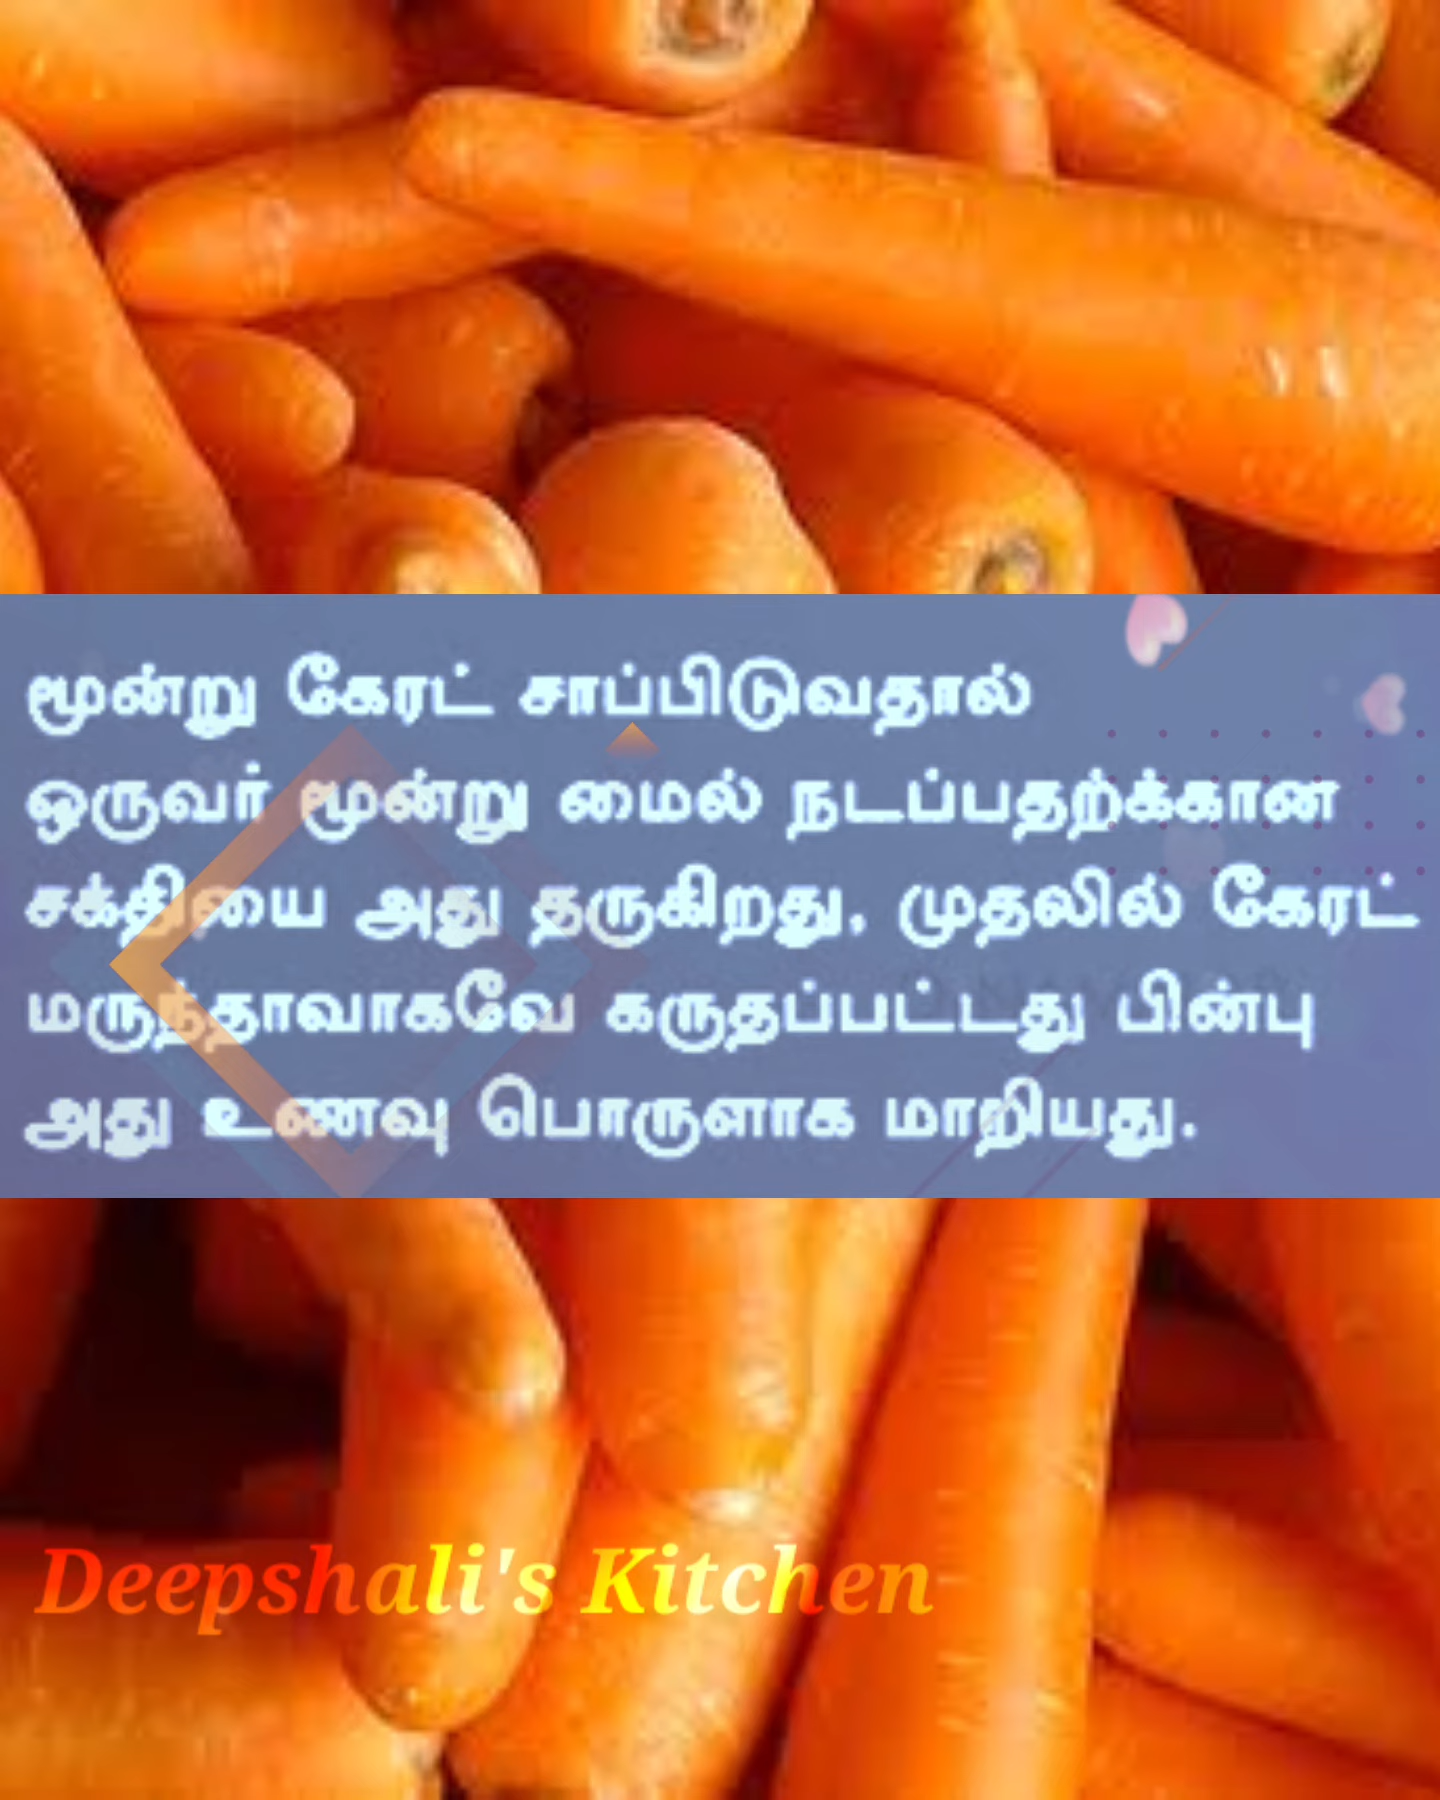 மூன்று கேரட் சாப்பிடுவதால்
ஒருவர் மூன்று மைல் நடப்பதற்க்கான
சக்தியை அது தருகிறது, முதலில் கேரட்
மருந்தாவாகவே கருதப்பட்டது பின்பு
அது உணவு பொருளாக மாறியது.
Deepshali's Kitchen